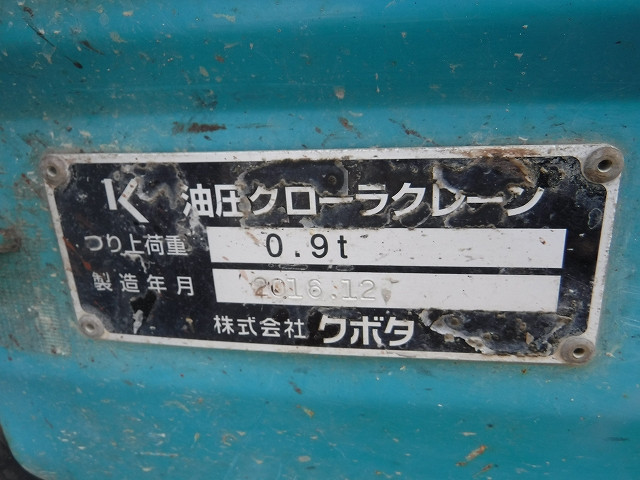 K 油圧クローラクレーン
つり上荷重 0.9t
製造年月 2016.12
株式会社 クボタ